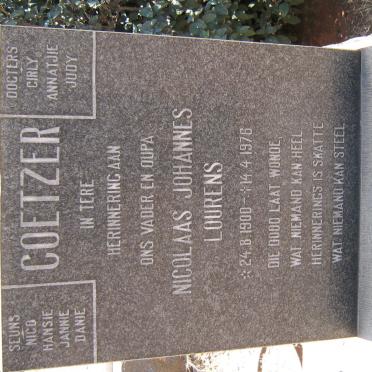 SEUNS
NICO
HANSIE
JANNIE
DANIE
COETZER
DOGTERS
CIRLY
ANNATJIE
JUDY
IN TERE
HERINNERING AAN
ONS VADER EN OUPA
NICOLAAS JOHANNES
LOURENS
☆24.8.1900 - ✝14.4.1976
DIE DOOD LAAT WONDE,
WAT NIEMAND KAN HEEL
HERINNERINGS IS SKATTE
WAT NIEMAND KAN STEEL